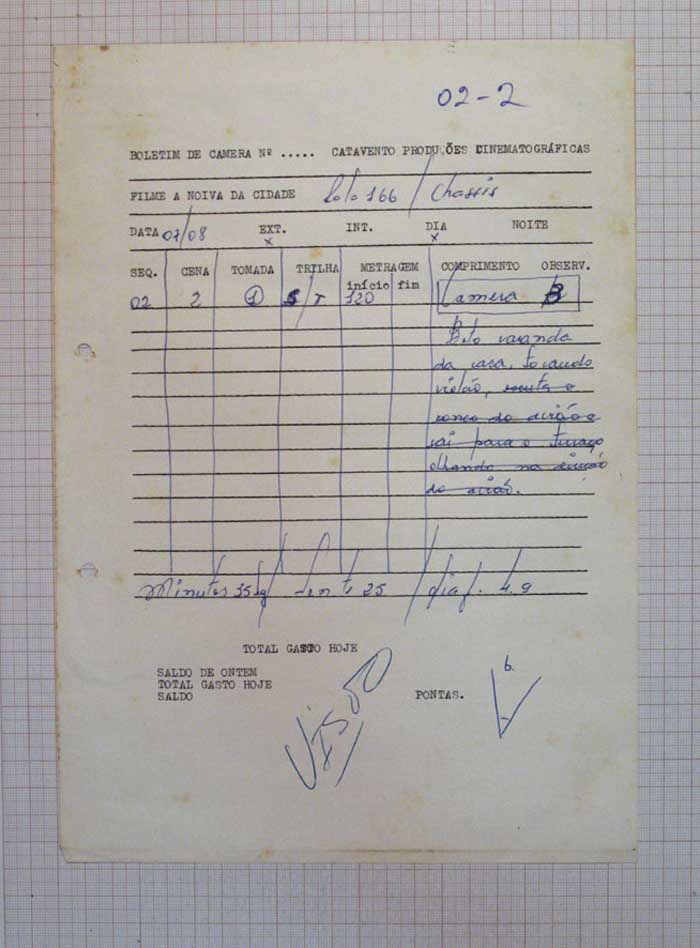 02-2
BOLETIM DE CAMERA Nº ..... CATAVENTO PRODUÇÕES CINEMATOGRÁFICAS
FILME A NOIVA DA CIDADE Rolo 166 / Chassis
DATA 07/08 EXT. INT. DIA NOITE
x x
SEQ. CENA TOMADA TRILHA METRAGEM COMPRIMENTO OBSERV.
início fim
02 2 1 S/T 120 Camera B
varanda
da casa, tocando
violão, escuta o
ronco do avião e
sai para o terraço
olhando na direção
do avião.
Minutos 35 sg / Lente 25 / diaf. 4.9
TOTAL GASTO HOJE
SALDO DE ONTEM
TOTAL GASTO HOJE
SALDO PONTAS.
VISTO